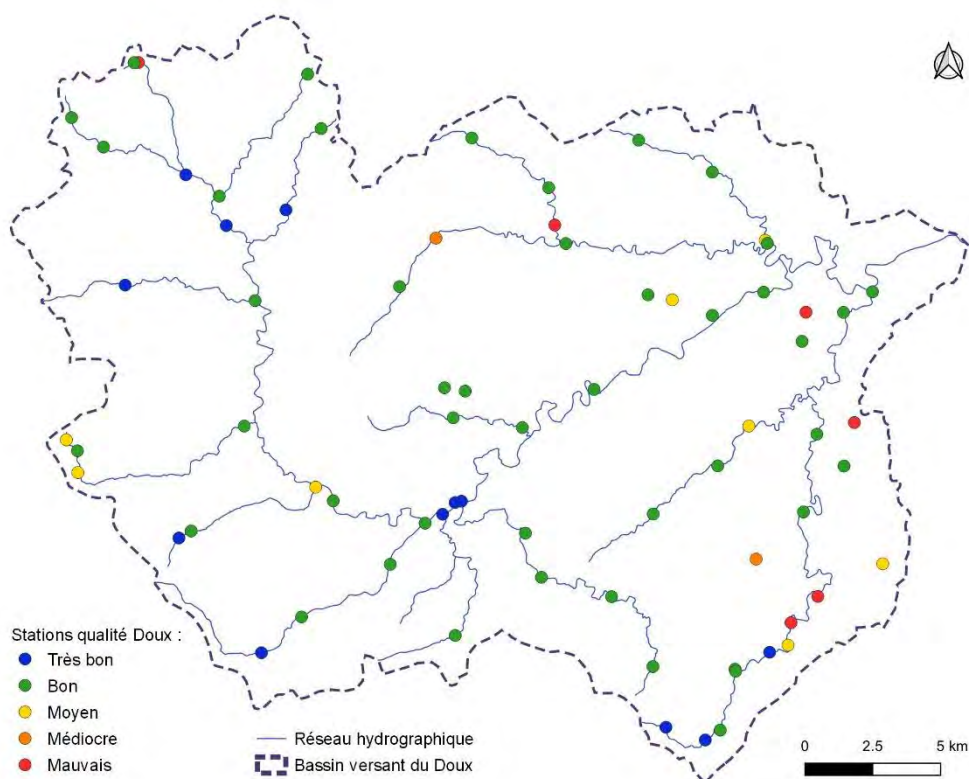 Stations qualité Doux :
Très bon
Bon
Moyen
Médiocre
Mauvais
Réseau hydrographique
Bassin versant du Doux
0 2.5 5 km